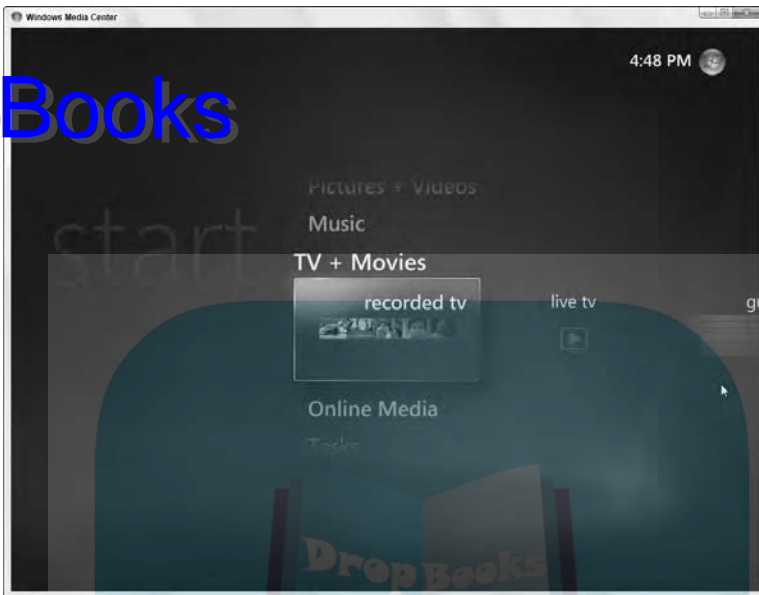 Windows Media Center
4:48 PM
Books
Pictures + Videos
start
Music
TV + Movies
recorded tv
live tv
gu
Online Media
Tasks
DropBooks